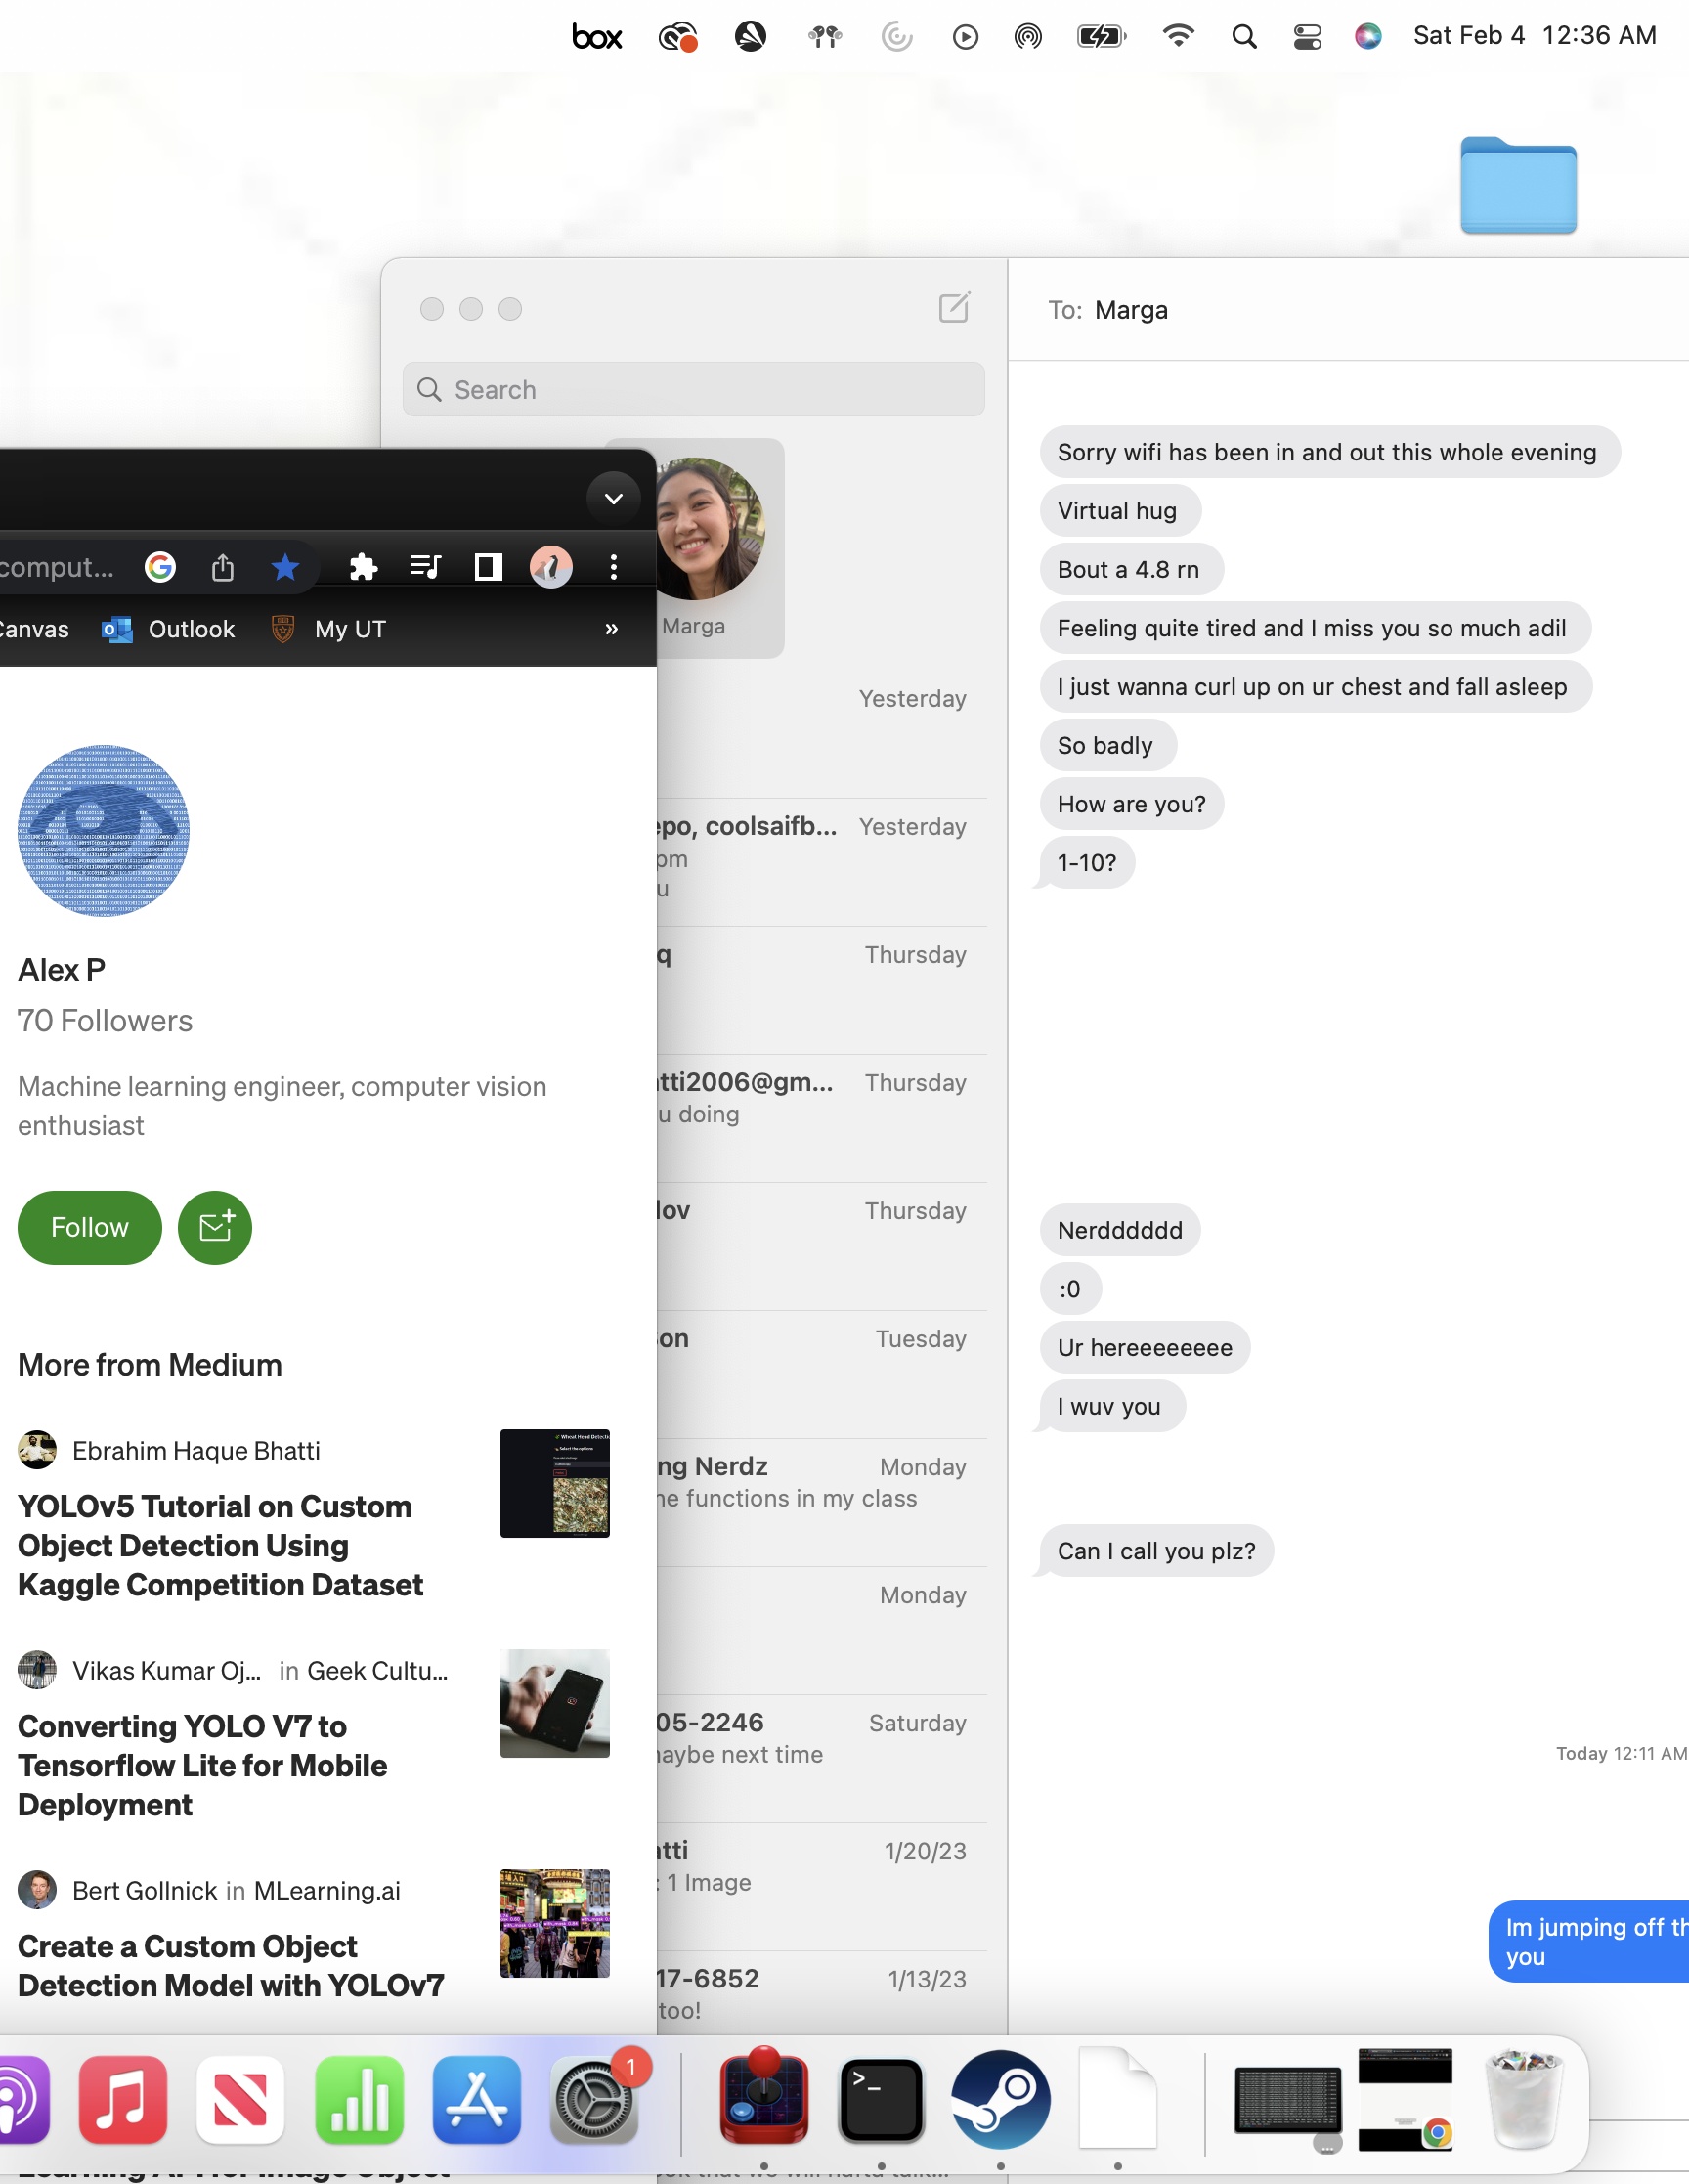 box
Sat Feb 4 12:36 AM
To: Marga
Search
Marga
comput...
Canvas
Outlook
My UT
»
Alex P
70 Followers
Machine learning engineer, computer vision
enthusiast
Follow
More from Medium
Ebrahim Haque Bhatti
YOLOv5 Tutorial on Custom
Object Detection Using
Kaggle Competition Dataset
Vikas Kumar Oj... in Geek Cultu...
Converting YOLO V7 to
Tensorflow Lite for Mobile
Deployment
Bert Gollnick in MLearning.ai
Create a Custom Object
Detection Model with YOLOv7
Yesterday
epo, coolsaifb... Yesterday
pm
u
q Thursday
atti2006@gm... Thursday
u doing
lov Thursday
son Tuesday
ng Nerdz Monday
ne functions in my class
Monday
05-2246 Saturday
maybe next time
atti 1/20/23
: 1 Image
17-6852 1/13/23
too!
Sorry wifi has been in and out this whole evening
Virtual hug
Bout a 4.8 rn
Feeling quite tired and I miss you so much adil
I just wanna curl up on ur chest and fall asleep
So badly
How are you?
1-10?
Nerdddddd
:0
Ur hereeeeeeee
I wuv you
Can I call you plz?
Today 12:11 AM
Im jumping off th
you
1